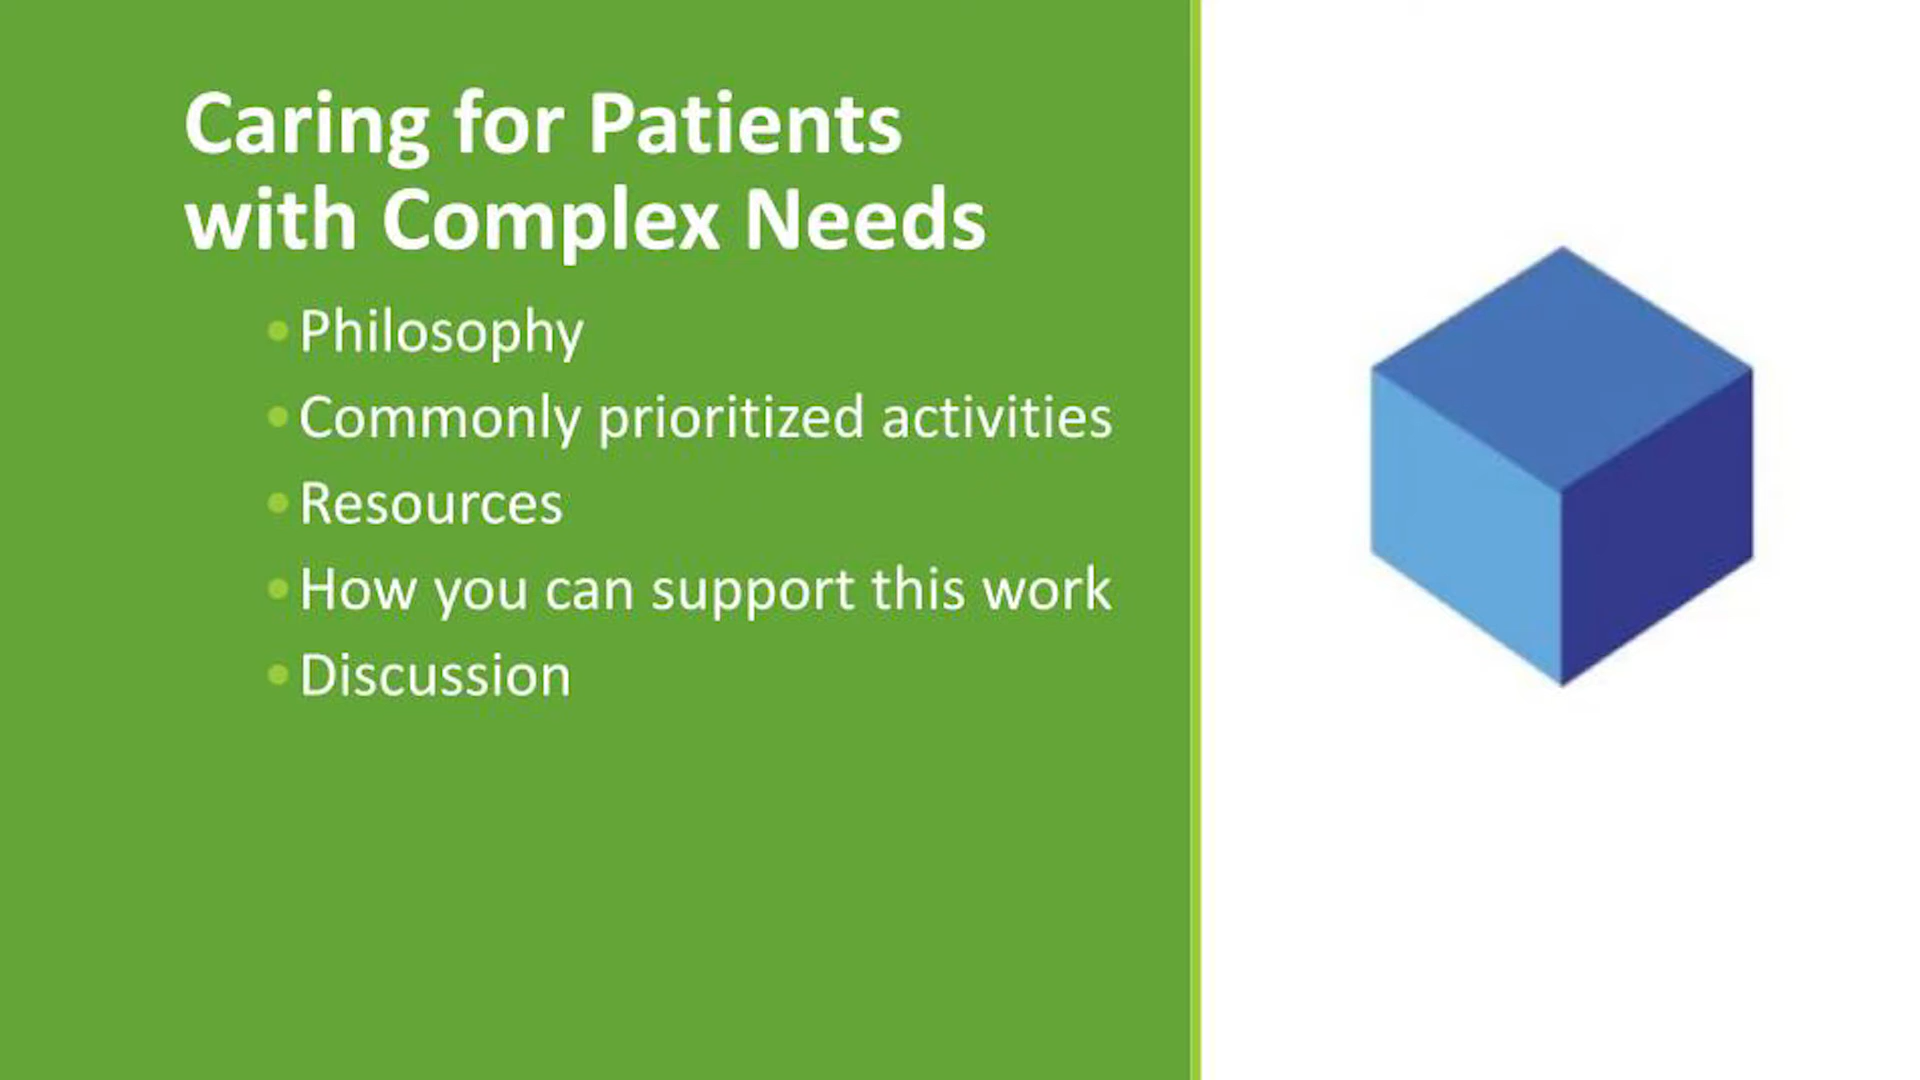 Caring for Patients
with Complex Needs
• Philosophy
• Commonly prioritized activities
• Resources
• How you can support this work
• Discussion